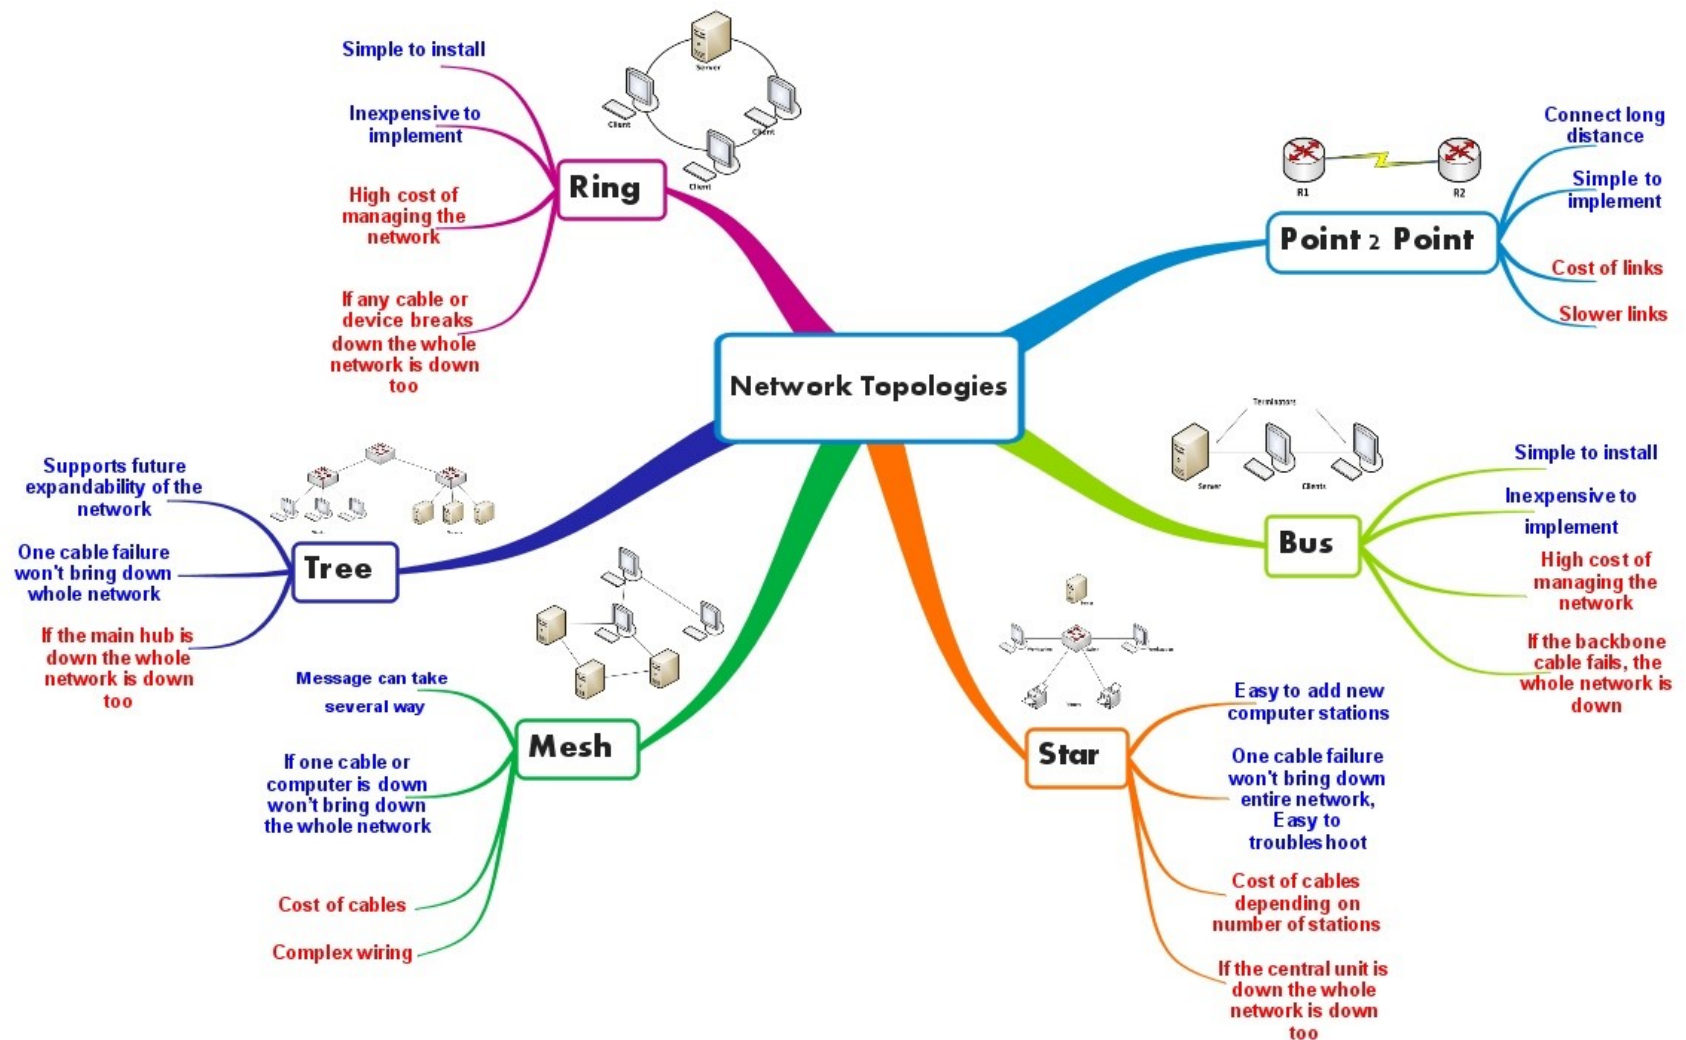 Network Topologies
Ring
Simple to install
Inexpensive to
implement
High cost of
managing the
network
If any cable or
device breaks
down the whole
network is down
too
Server
Client
Client
Client
Point 2 Point
R1
R2
Connect long
distance
Simple to
implement
Cost of links
Slower links
Bus
Terminators
Server
Clients
Simple to install
Inexpensive to
implement
High cost of
managing the
network
If the backbone
cable fails, the
whole network is
down
Star
Easy to add new
computer stations
One cable failure
won't bring down
entire network,
Easy to
troubleshoot
Cost of cables
depending on
number of stations
If the central unit is
down the whole
network is down
too
Mesh
Message can take
several way
If one cable or
computer is down
won't bring down
the whole network
Cost of cables
Complex wiring
Tree
Supports future
expandability of the
network
One cable failure
won't bring down
whole network
If the main hub is
down the whole
network is down
too